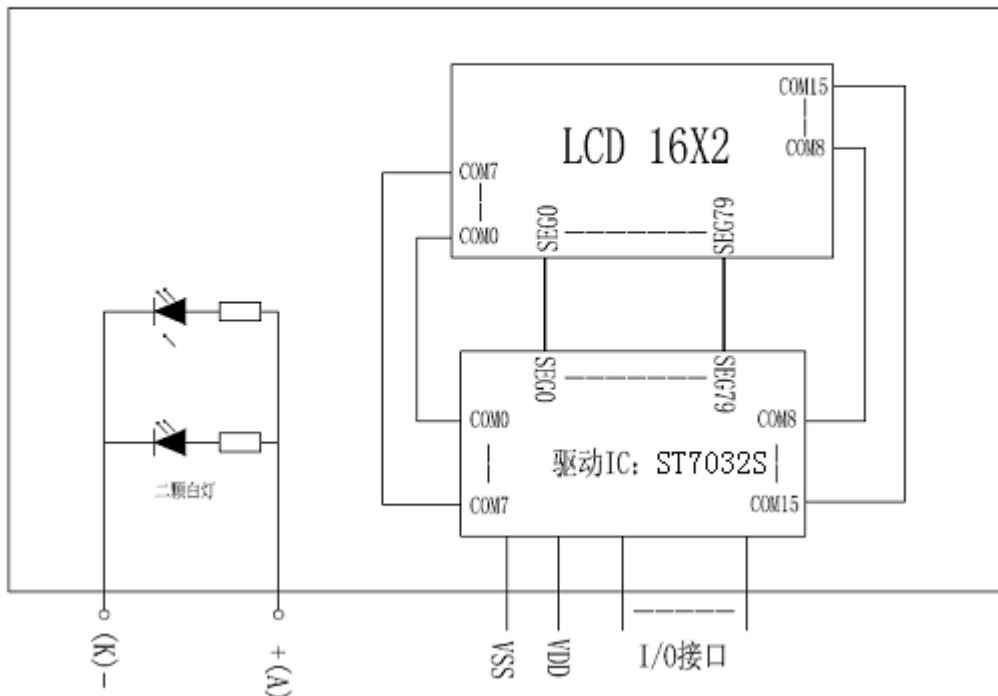 COM15
LCD 16X2
COM8
COM7
COM0
SEG0
SEG79
SEG0
SEG79
COM0
COM8
驱动IC: ST7032S
二颗白灯
COM7
COM15
(K)-
+(A)
VSS
VDD
I/O接口